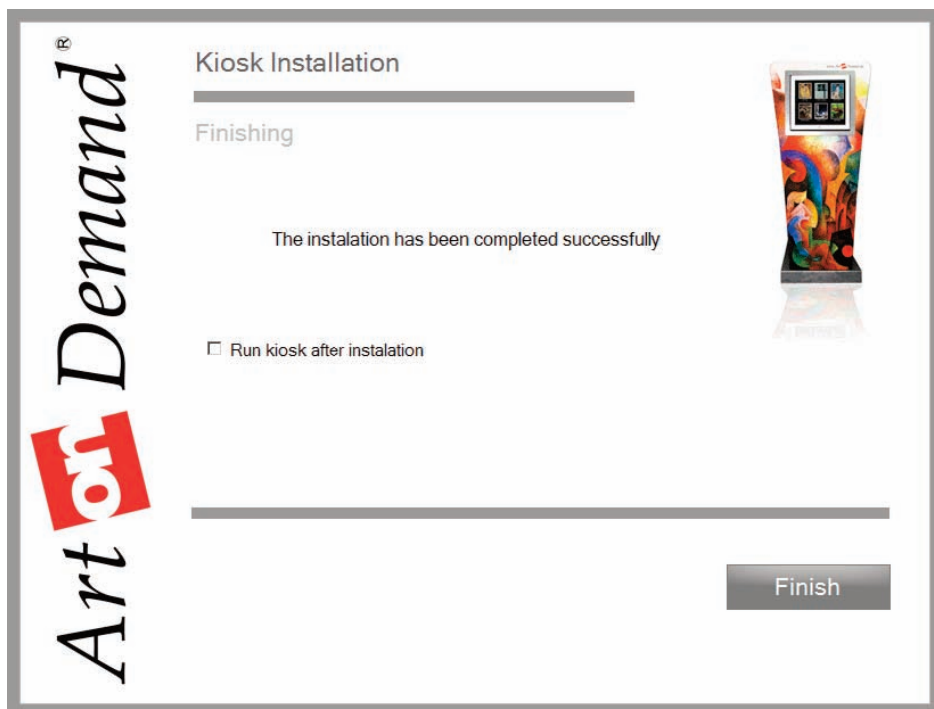 Art on Demand®
Kiosk Installation
Finishing
The instalation has been completed successfully
Run kiosk after instalation
Finish